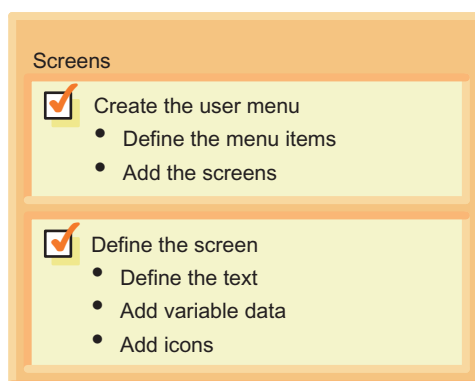 Screens
Create the user menu
• Define the menu items
• Add the screens
Define the screen
• Define the text
• Add variable data
• Add icons